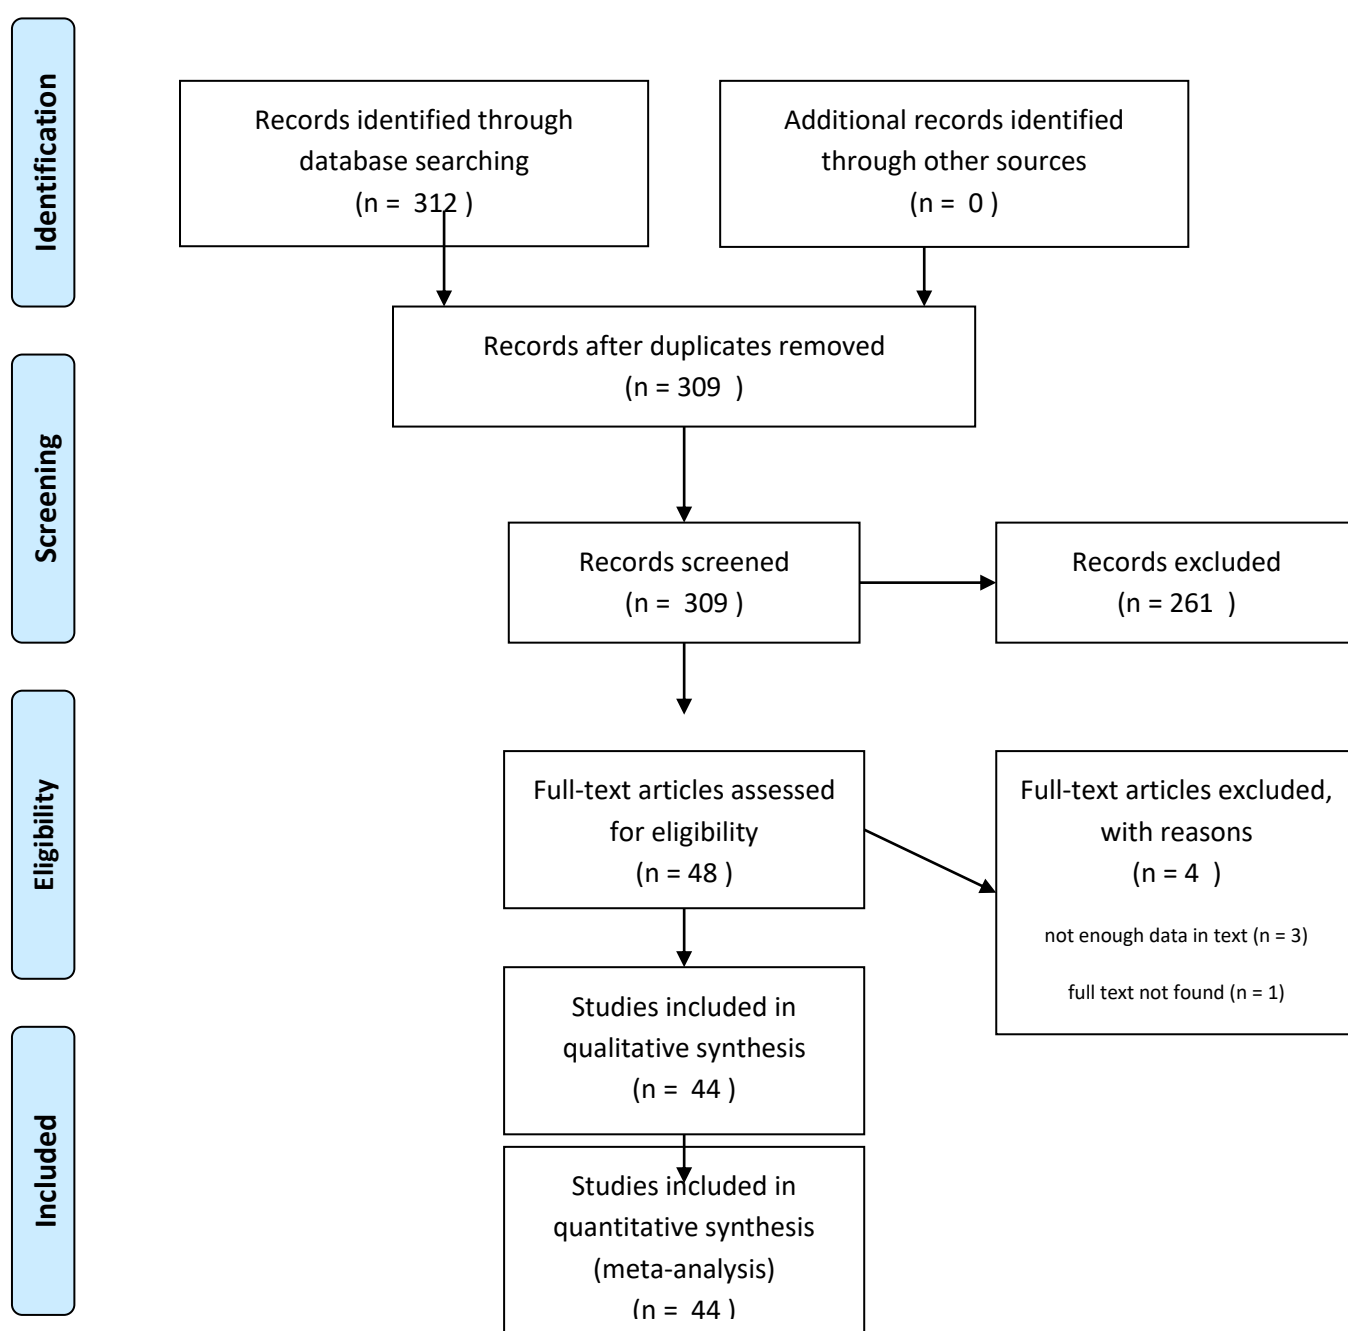 Identification
Records identified through
database searching
(n =  312 )
Additional records identified
through other sources
(n =  0 )
Records after duplicates removed
(n = 309  )
Screening
Records screened
(n =  309 )
Records excluded
(n = 261  )
Eligibility
Full-text articles assessed
for eligibility
(n = 48 )
Full-text articles excluded,
with reasons
(n = 4  )
not enough data in text (n = 3)
full text not found (n = 1)
Studies included in
qualitative synthesis
(n =  44 )
Included
Studies included in
quantitative synthesis
(meta-analysis)
(n =  44 )